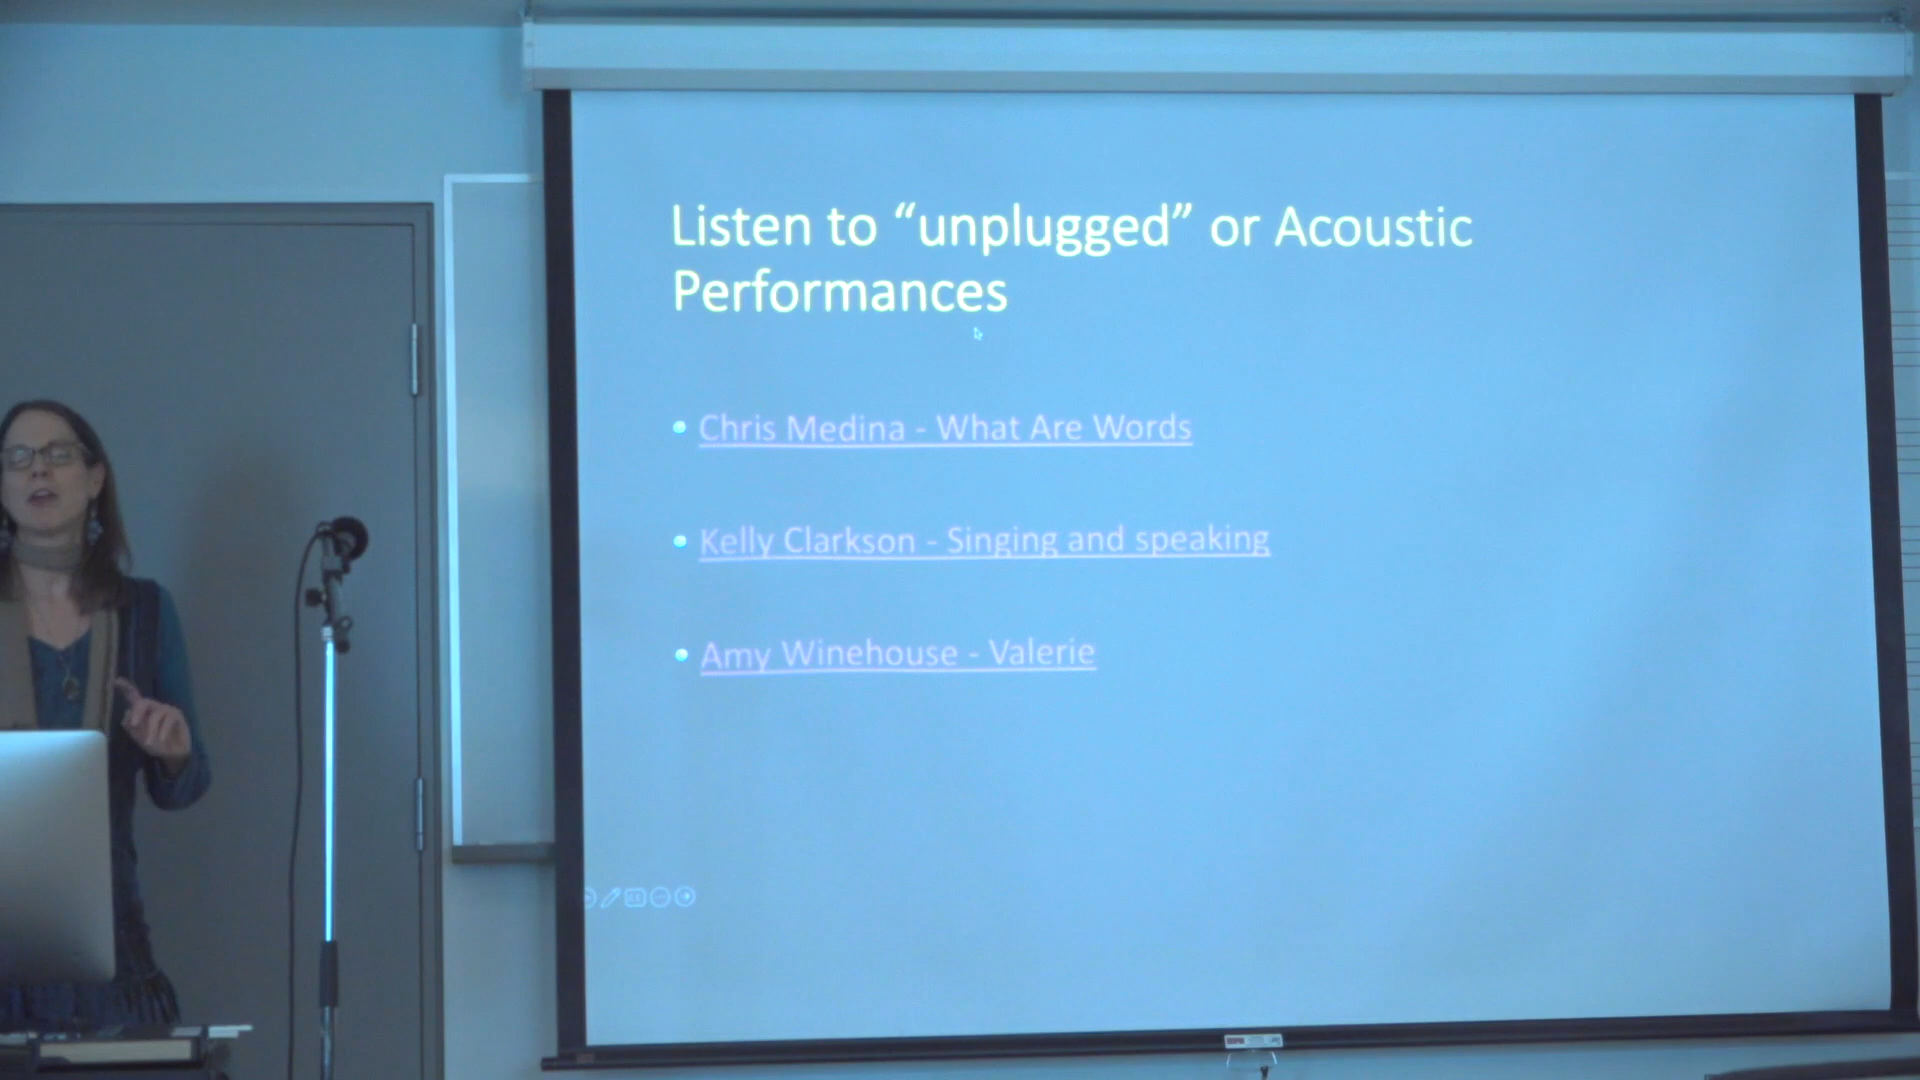 Listen to “unplugged” or Acoustic
Performances
• Chris Medina - What Are Words
• Kelly Clarkson - Singing and speaking
• Amy Winehouse - Valerie